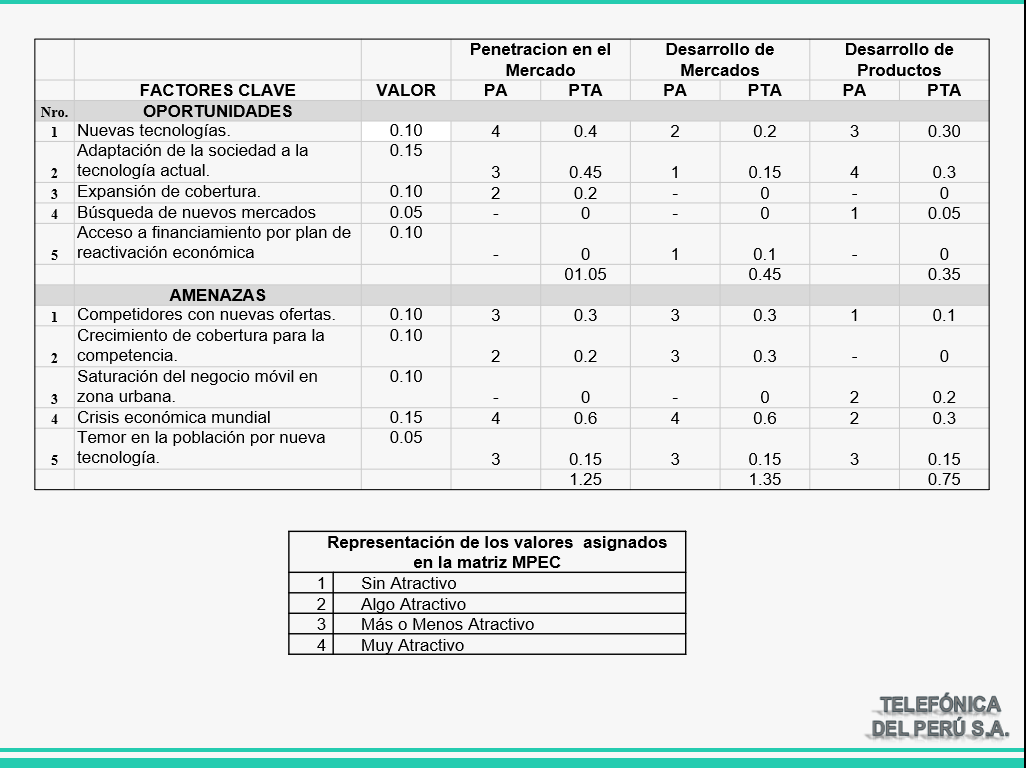 Penetracion en el Mercado Desarrollo de Mercados Desarrollo de Productos
FACTORES CLAVE VALOR PA PTA PA PTA PA PTA
Nro. OPORTUNIDADES
1 Nuevas tecnologías. 0.10 4 0.4 2 0.2 3 0.30
Adaptación de la sociedad a la 0.15
2 tecnología actual. 3 0.45 1 0.15 4 0.3
3 Expansión de cobertura. 0.10 2 0.2 - 0 - 0
4 Búsqueda de nuevos mercados 0.05 - 0 - 0 1 0.05
Acceso a financiamiento por plan de 0.10
5 reactivación económica - 0 1 0.1 - 0
01.05 0.45 0.35
AMENAZAS
1 Competidores con nuevas ofertas. 0.10 3 0.3 3 0.3 1 0.1
Crecimiento de cobertura para la 0.10
2 competencia. 2 0.2 3 0.3 - 0
Saturación del negocio móvil en 0.10
3 zona urbana. - 0 - 0 2 0.2
4 Crisis económica mundial 0.15 4 0.6 4 0.6 2 0.3
Temor en la población por nueva 0.05
5 tecnología. 3 0.15 3 0.15 3 0.15
1.25 1.35 0.75
Representación de los valores asignados
en la matriz MPEC
1 Sin Atractivo
2 Algo Atractivo
3 Más o Menos Atractivo
4 Muy Atractivo
TELEFÓNICA
DEL PERÚ S.A.